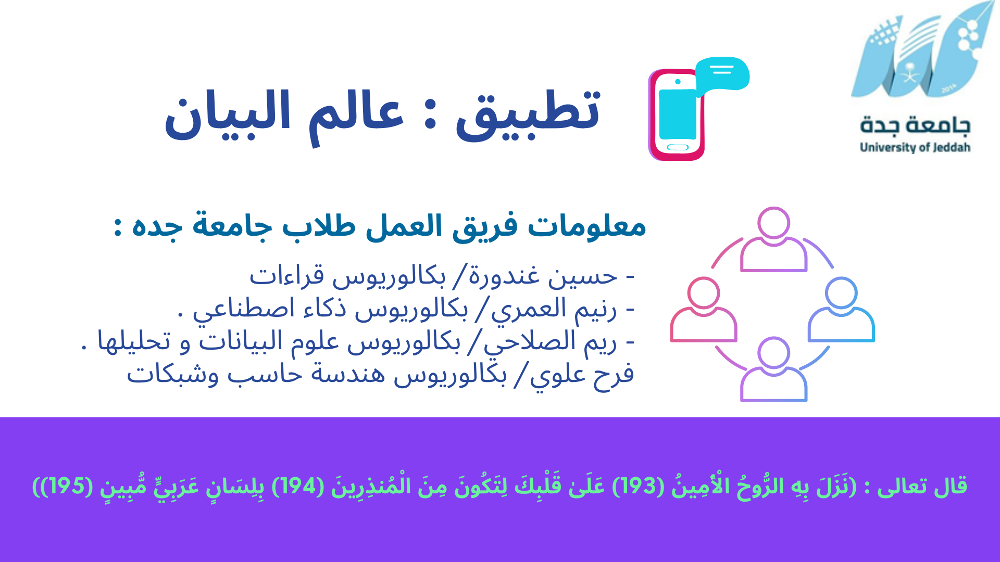 2014
جامعة جدة
University of Jeddah
تطبيق : عالم البيان
معلومات فريق العمل طلاب جامعة جده :
- حسين غندورة/ بكالوريوس قراءات
- رنيم العمري/ بكالوريوس ذكاء اصطناعي .
- ريم الصلاحي/ بكالوريوس علوم البيانات و تحليلها .
فرح علوي/ بكالوريوس هندسة حاسب وشبكات
قال تعالى : (نَزَلَ بِهِ الرُّوحُ الْأَمِينُ (193) عَلَىٰ قَلْبِكَ لِتَكُونَ مِنَ الْمُنذِرِينَ (194) بِلِسَانٍ عَرَبِيٍّ مُّبِينٍ (195))